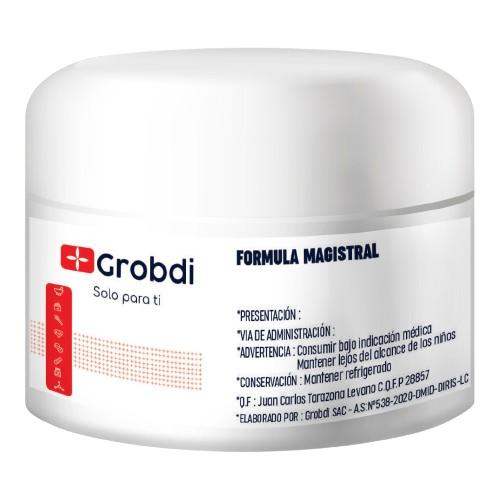 Grobdi
Solo para ti
FORMULA MAGISTRAL
*PRESENTACIÓN :
*VIA DE ADMINISTRACIÓN :
*ADVERTENCIA : Consumir bajo indicación médica
Mantener lejos del alcance de los niños
*CONSERVACIÓN : Mantener refrigerado
*Q.F : Juan Carlos Tarazona Levano C.Q.F.P 28857
*ELABORADO POR : Grobdi SAC - A.S:Nº538-2020-DMID-DIRIS-LC